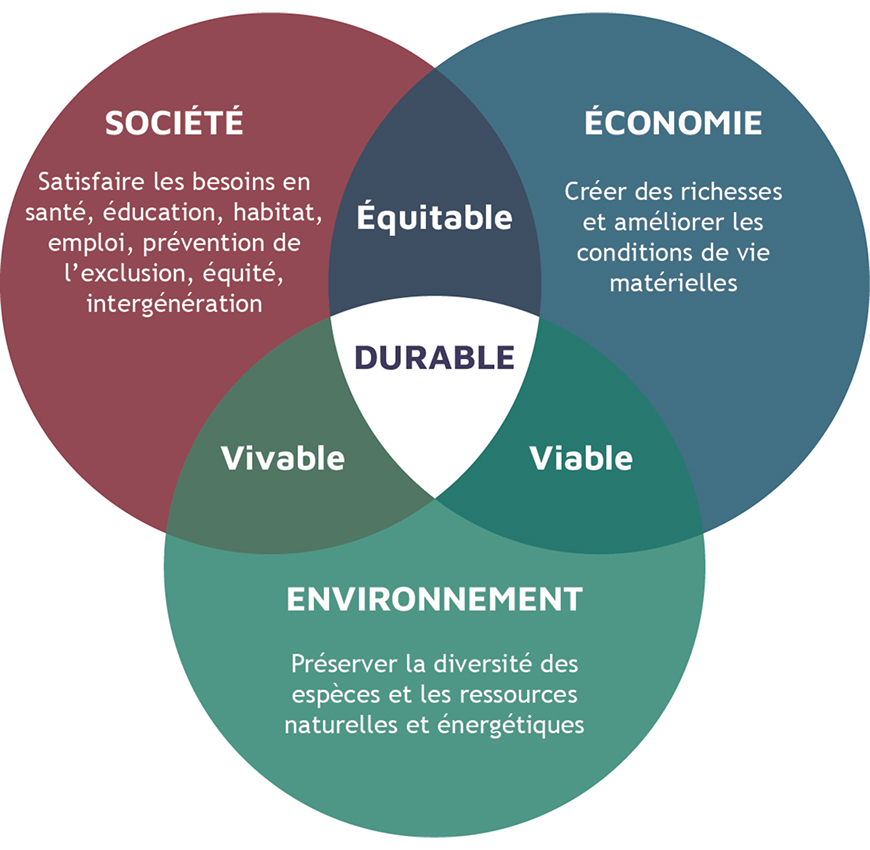 SOCIÉTÉ
Satisfaire les besoins en
santé, éducation, habitat,
emploi, prévention de
l’exclusion, équité,
intergénération
Équitable
ÉCONOMIE
Créer des richesses
et améliorer les
conditions de vie
matérielles
DURABLE
Vivable
Viable
ENVIRONNEMENT
Préserver la diversité des
espèces et les ressources
naturelles et énergétiques